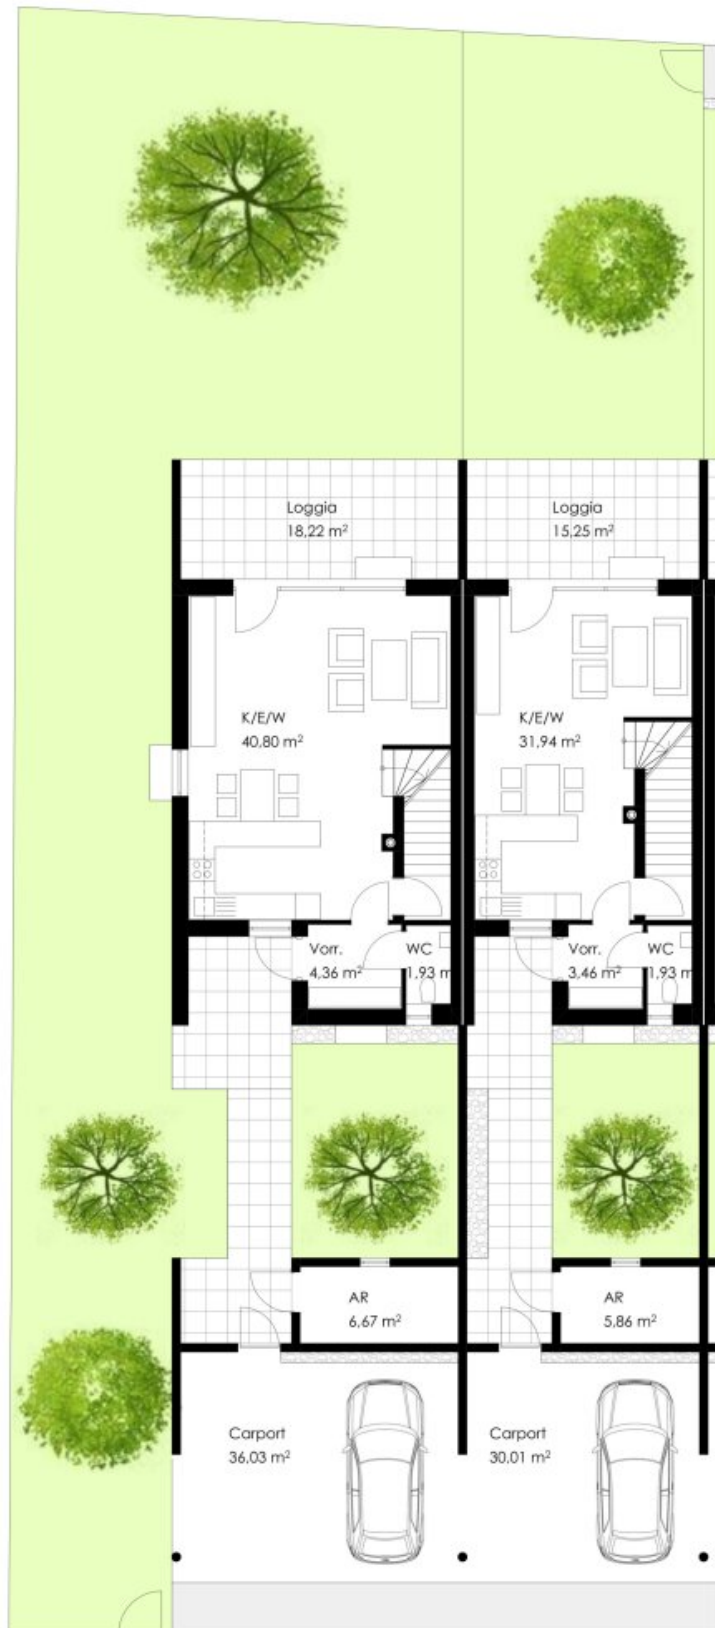 Loggia
18,22 m²
Loggia
15,25 m²
K/E/W
40,80 m²
K/E/W
31,94 m²
Vorr.
4,36 m²
WC
1,93 m
Vorr.
3,46 m²
WC
1,93 m
AR
6,67 m²
AR
5,86 m²
Carport
36,03 m²
Carport
30,01 m²